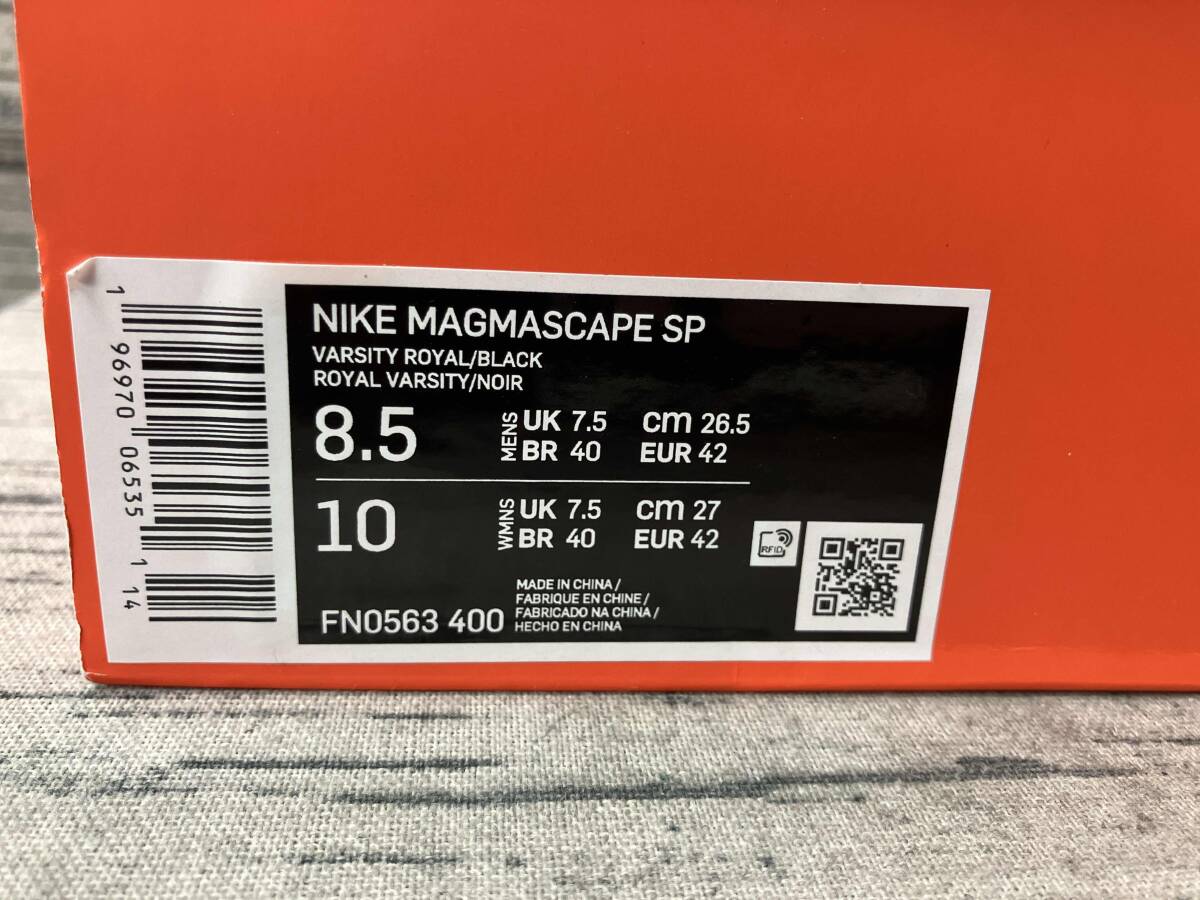 NIKE MAGMASCAPE SP
VARSITY ROYAL/BLACK
ROYAL VARSITY/NOIR
8.5 MENS UK 7.5 cm 26.5
BR 40 EUR 42
10 WMNS UK 7.5 cm 27
BR 40 EUR 42
RFID
FN0563 400
MADE IN CHINA /
FABRIQUE EN CHINE /
FABRICADO NA CHINA /
HECHO EN CHINA
1 96970 06535 1 14